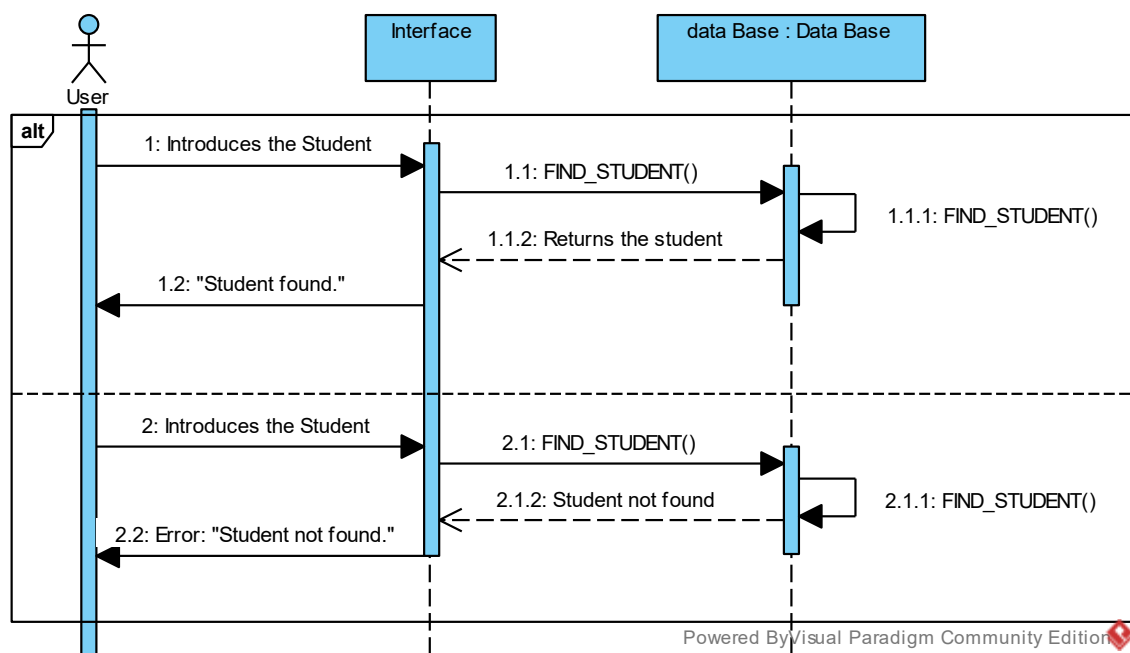 Interface
data Base : Data Base
User
alt
1: Introduces the Student
1.1: FIND_STUDENT()
1.1.1: FIND_STUDENT()
1.1.2: Returns the student
1.2: "Student found."
2: Introduces the Student
2.1: FIND_STUDENT()
2.1.1: FIND_STUDENT()
2.1.2: Student not found
2.2: Error: "Student not found."
Powered By Visual Paradigm Community Edition